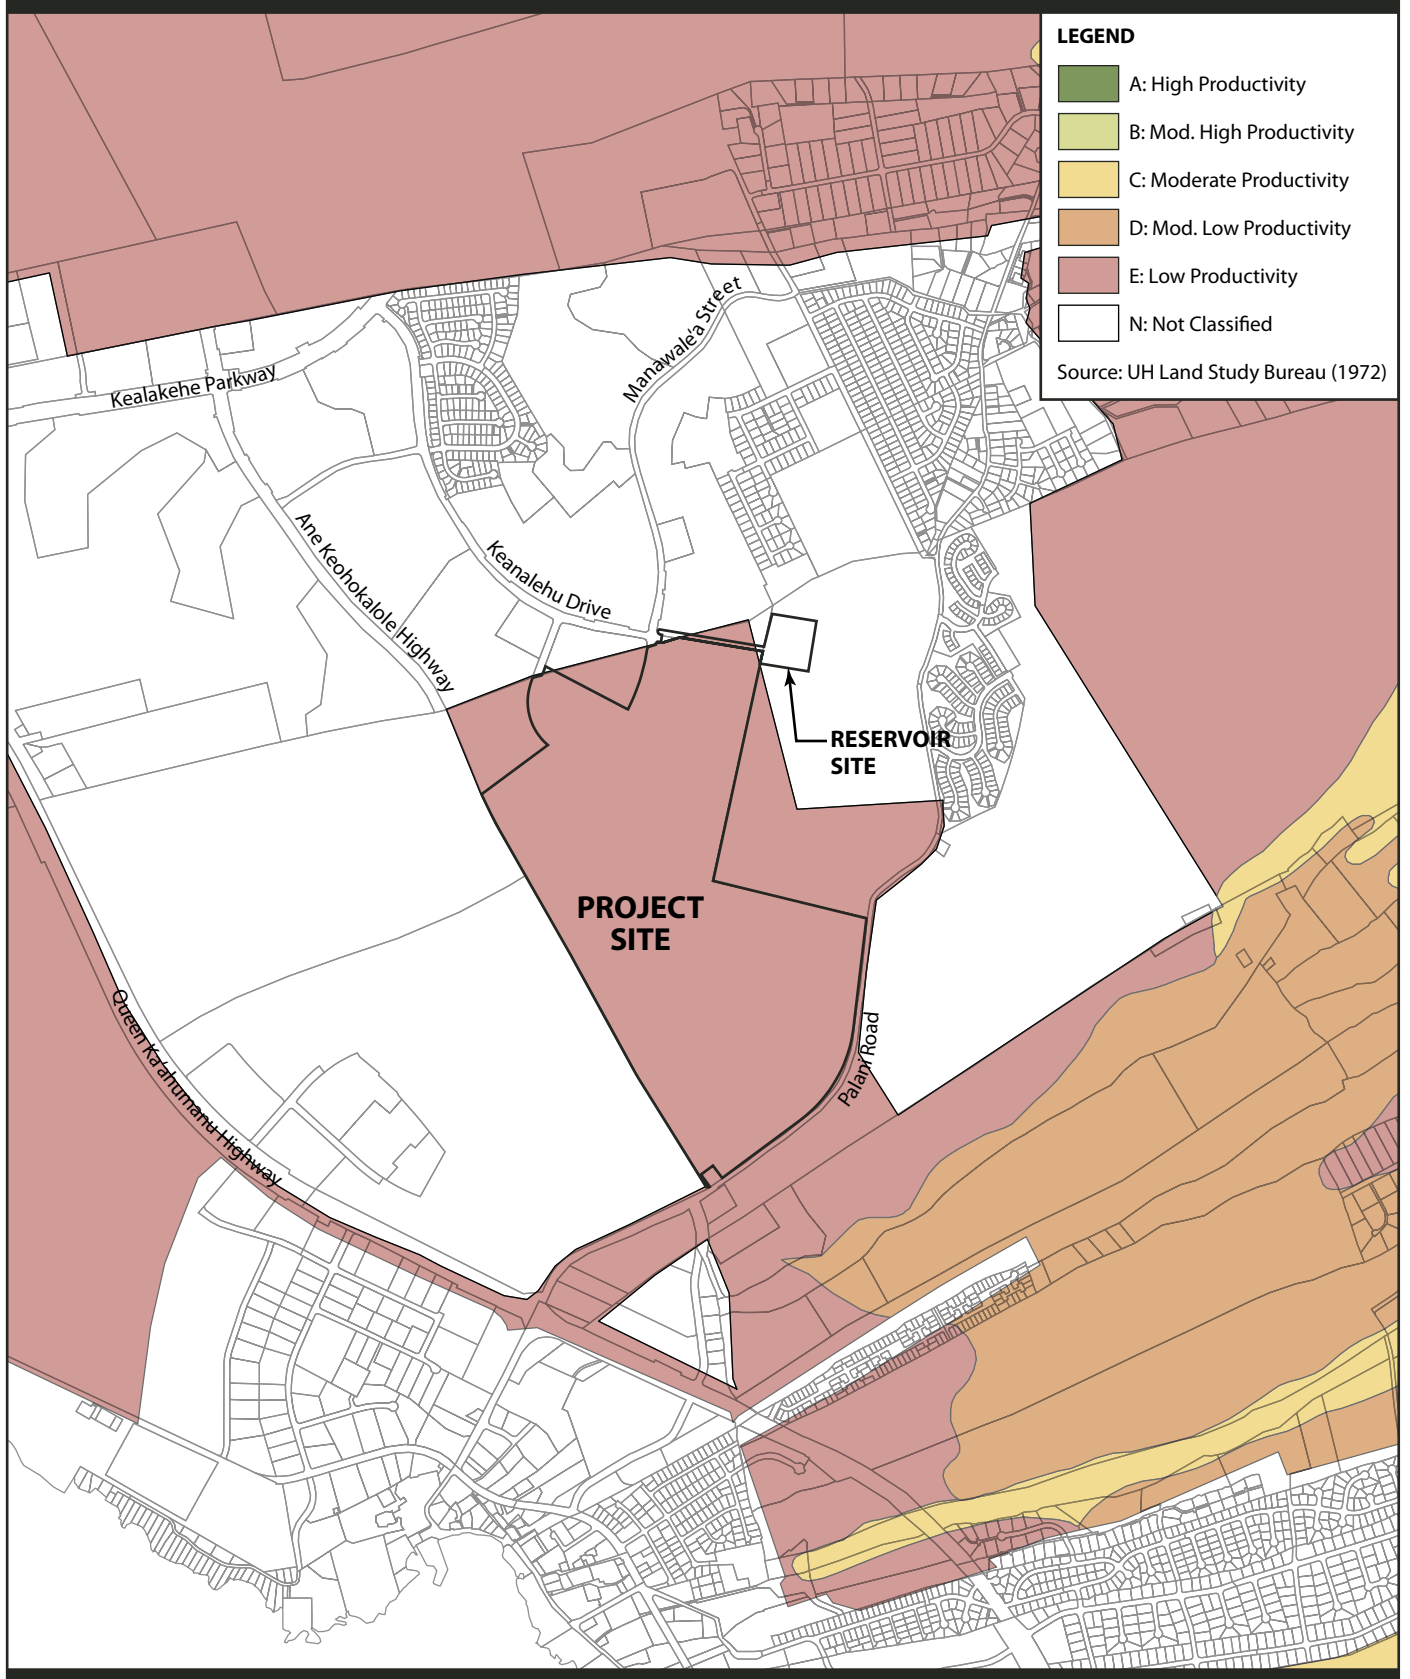 LEGEND
A: High Productivity
B: Mod. High Productivity
C: Moderate Productivity
D: Mod. Low Productivity
E: Low Productivity
N: Not Classified
Source: UH Land Study Bureau (1972)
Manawale'a Street
Kealakehe Parkway
Ane Keohokalole Highway
Keanalehu Drive
RESERVOIR
SITE
PROJECT
SITE
Queen Ka'ahumanu Highway
Palani Road